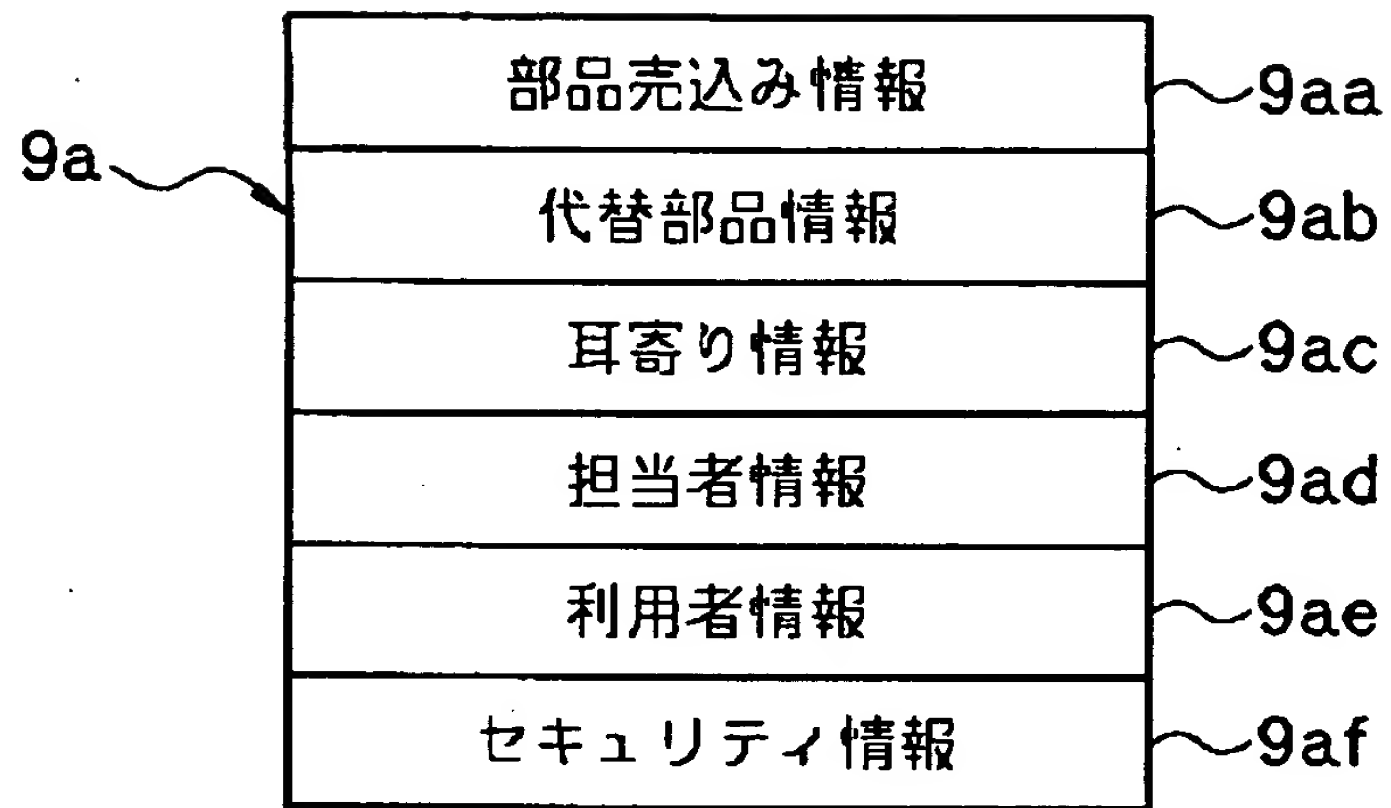 部品売込み情報 9aa
9a
代替部品情報 9ab
耳寄り情報 9ac
担当者情報 9ad
利用者情報 9ae
セキュリティ情報 9af